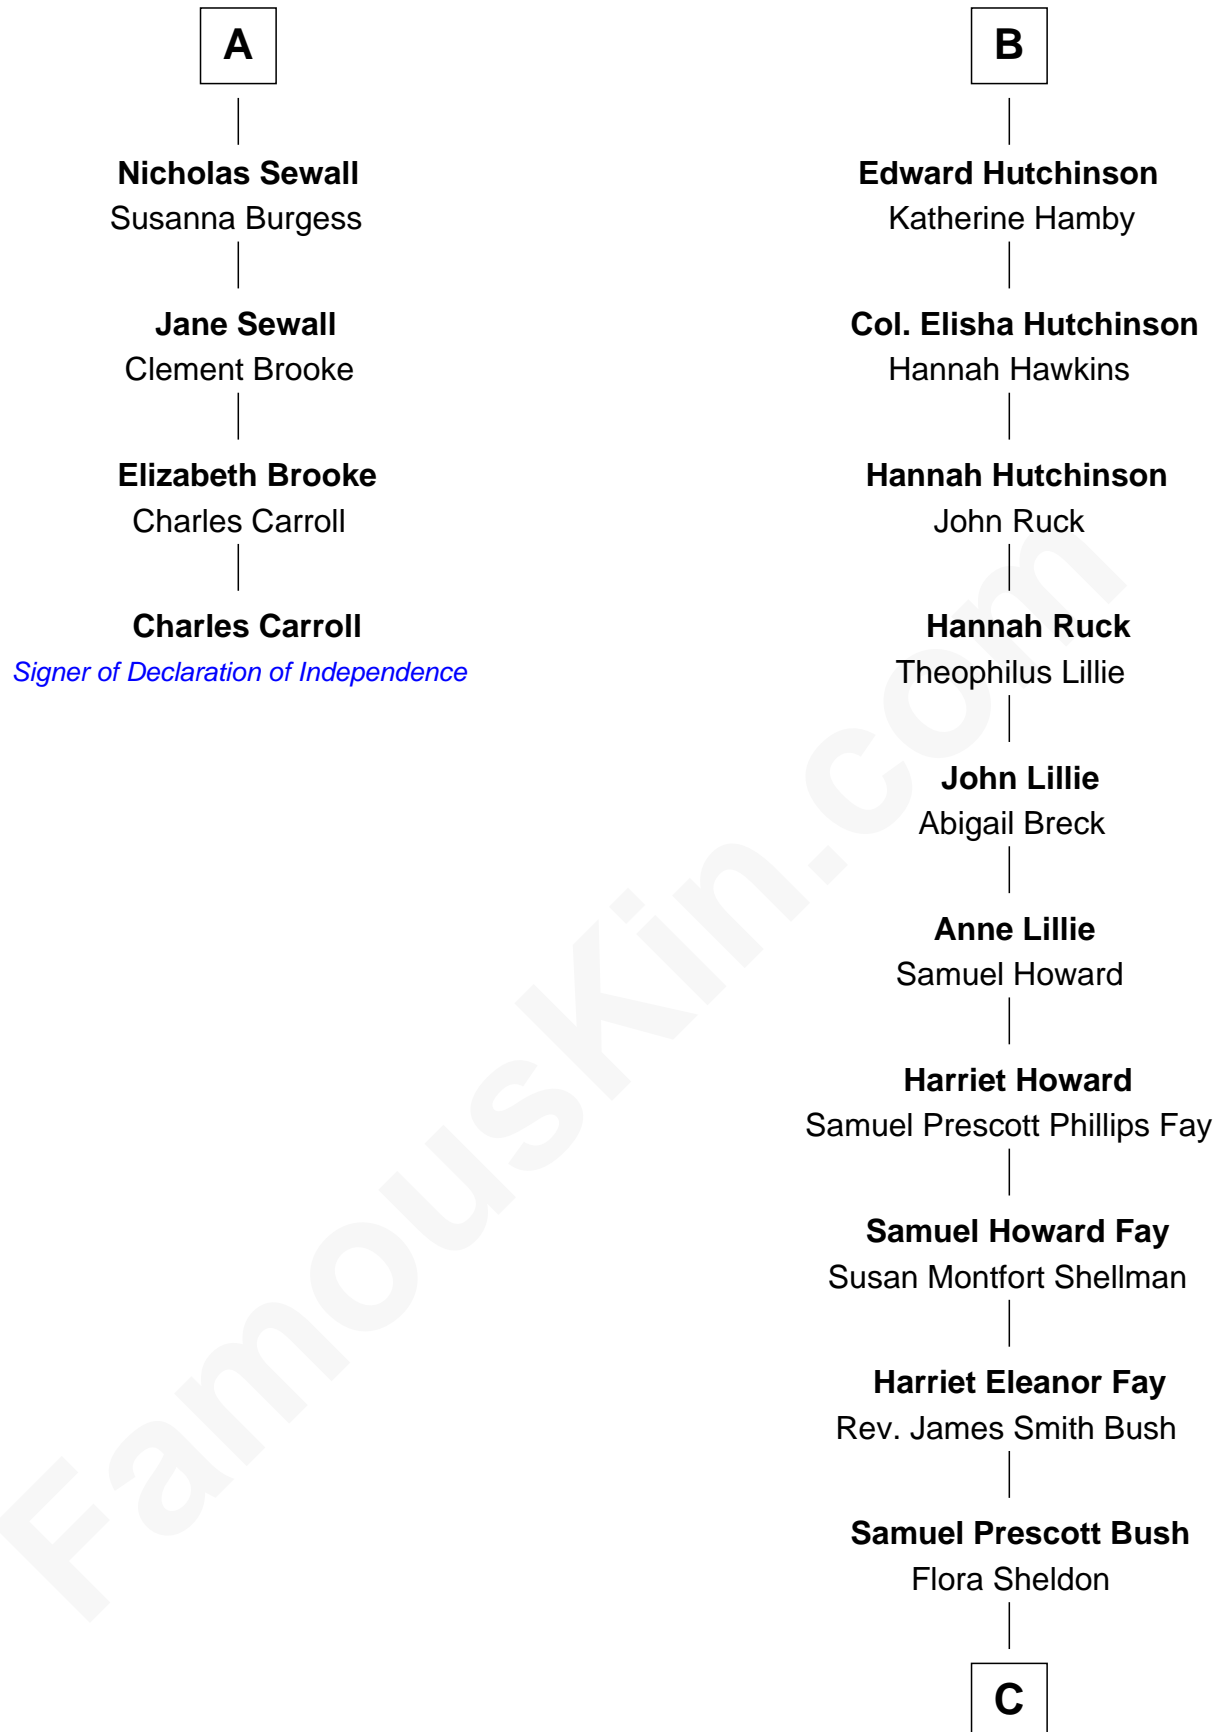 A
Nicholas Sewall
Susanna Burgess
Jane Sewall
Clement Brooke
Elizabeth Brooke
Charles Carroll
Charles Carroll
Signer of Declaration of Independence
B
Edward Hutchinson
Katherine Hamby
Col. Elisha Hutchinson
Hannah Hawkins
Hannah Hutchinson
John Ruck
Hannah Ruck
Theophilus Lillie
John Lillie
Abigail Breck
Anne Lillie
Samuel Howard
Harriet Howard
Samuel Prescott Phillips Fay
Samuel Howard Fay
Susan Montfort Shellman
Harriet Eleanor Fay
Rev. James Smith Bush
Samuel Prescott Bush
Flora Sheldon
C
FamousKin.com